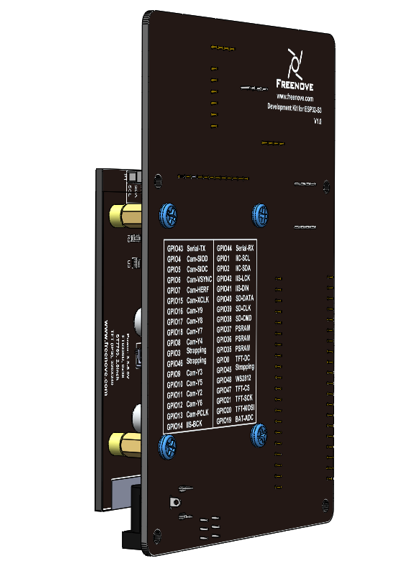 FREENOVE
www.freenove.com
Development Kit for ESP32-S3
V1.0
GPIO43 Serial-TX GPIO44 Serial-RX
GPIO4 Cam-SIOD GPIO1 IIC-SCL
GPIO5 Cam-SIOC GPIO2 IIC-SDA
GPIO6 Cam-VSYNC GPIO42 IIS-LCK
GPIO7 Cam-HERF GPIO41 IIS-DIN
GPIO15 Cam-XCLK GPIO40 SD-DATA
GPIO16 Cam-Y9 GPIO39 SD-CLK
GPIO17 Cam-Y8 GPIO38 SD-CMD
GPIO18 Cam-Y7 GPIO37 PSRAM
GPIO8 Cam-Y4 GPIO36 PSRAM
GPIO3 Strapping GPIO35 PSRAM
GPIO46 Strapping GPIO0 TFT-DC
GPIO9 Cam-Y3 GPIO45 Strapping
GPIO10 Cam-Y5 GPIO48 WS2812
GPIO11 Cam-Y2 GPIO47 TFT-CS
GPIO12 Cam-Y6 GPIO21 TFT-SCK
GPIO13 Cam-PCLK GPIO20 TFT-MOSI
GPIO14 IIS-BCK GPIO19 BAT-ADC
www.freenove.com